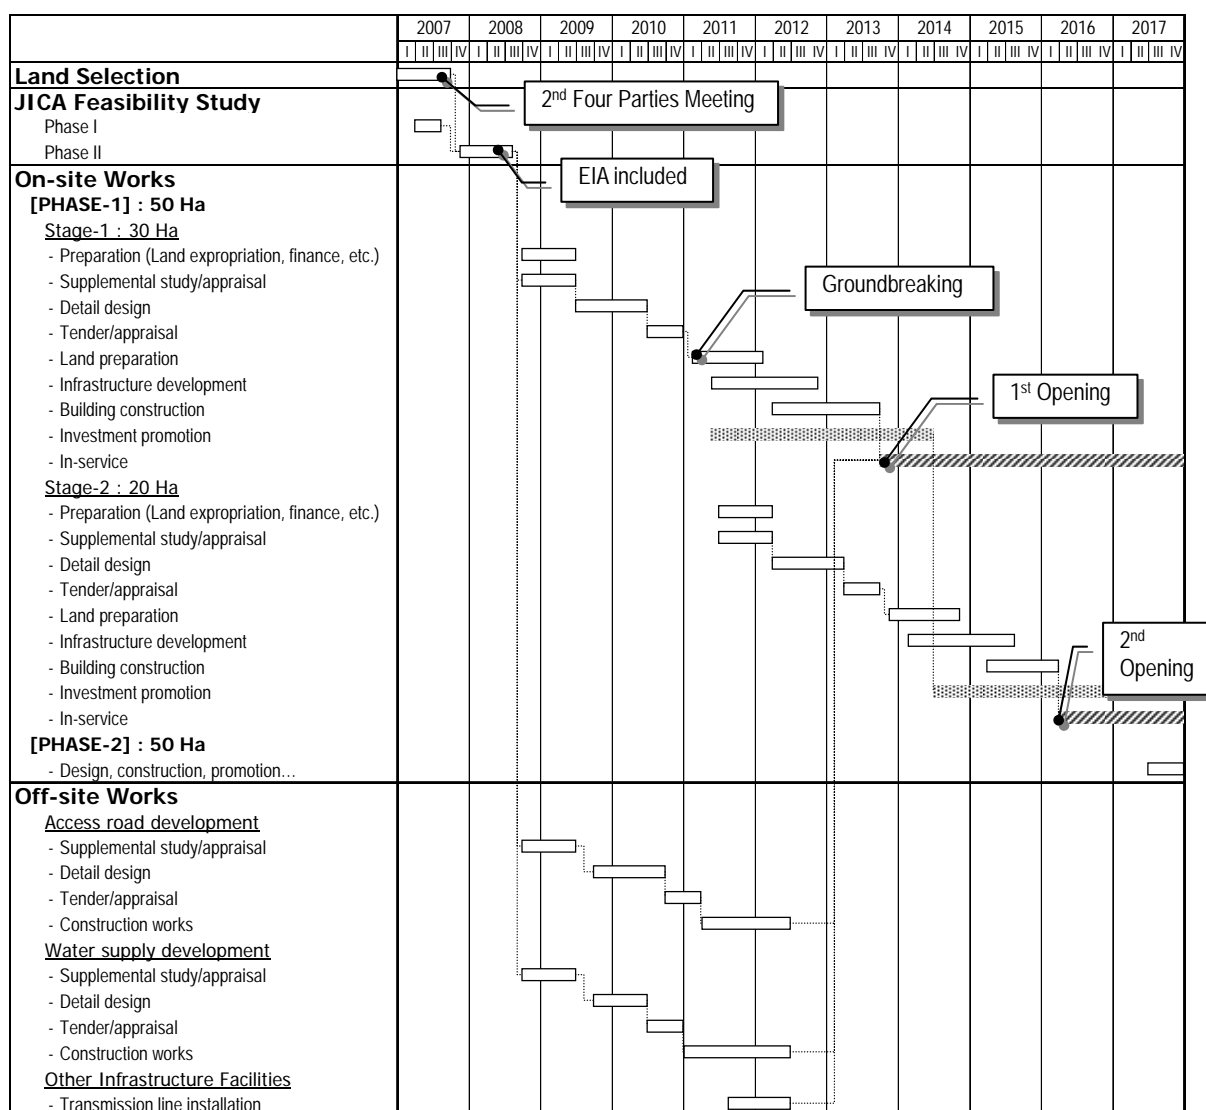 2007 2008 2009 2010 2011 2012 2013 2014 2015 2016 2017
I II III IV I II III IV I II III IV I II III IV I II III IV I II III IV I II III IV I II III IV I II III IV I II III IV I II III IV
Land Selection
2nd Four Parties Meeting
JICA Feasibility Study
Phase I
Phase II
EIA included
On-site Works
[PHASE-1] : 50 Ha
Stage-1 : 30 Ha
- Preparation (Land expropriation, finance, etc.)
- Supplemental study/appraisal
Groundbreaking
- Detail design
- Tender/appraisal
- Land preparation
- Infrastructure development
1st Opening
- Building construction
- Investment promotion
- In-service
Stage-2 : 20 Ha
- Preparation (Land expropriation, finance, etc.)
- Supplemental study/appraisal
- Detail design
- Tender/appraisal
- Land preparation
- Infrastructure development
2nd
Opening
- Building construction
- Investment promotion
- In-service
[PHASE-2] : 50 Ha
- Design, construction, promotion…
Off-site Works
Access road development
- Supplemental study/appraisal
- Detail design
- Tender/appraisal
- Construction works
Water supply development
- Supplemental study/appraisal
- Detail design
- Tender/appraisal
- Construction works
Other Infrastructure Facilities
- Transmission line installation